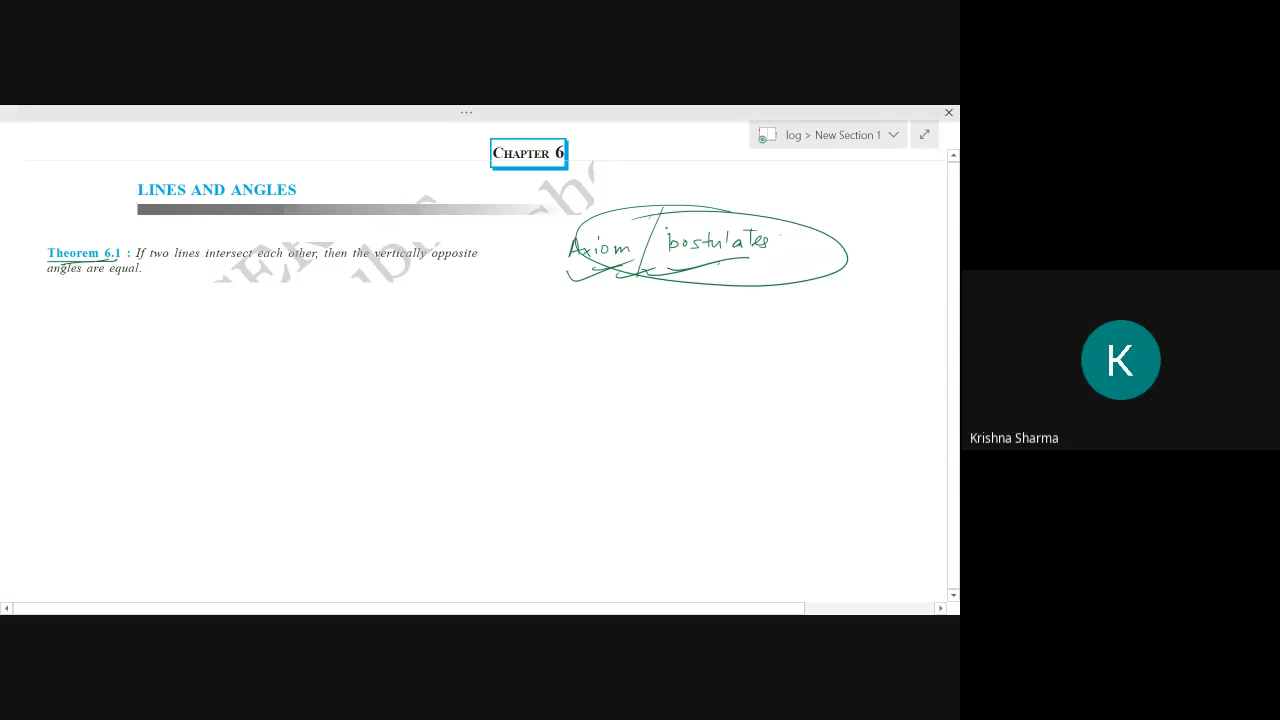 log > New Section 1
CHAPTER 6
LINES AND ANGLES
Axiom / postulates
Theorem 6.1 : If two lines intersect each other, then the vertically opposite
angles are equal.
K
Krishna Sharma